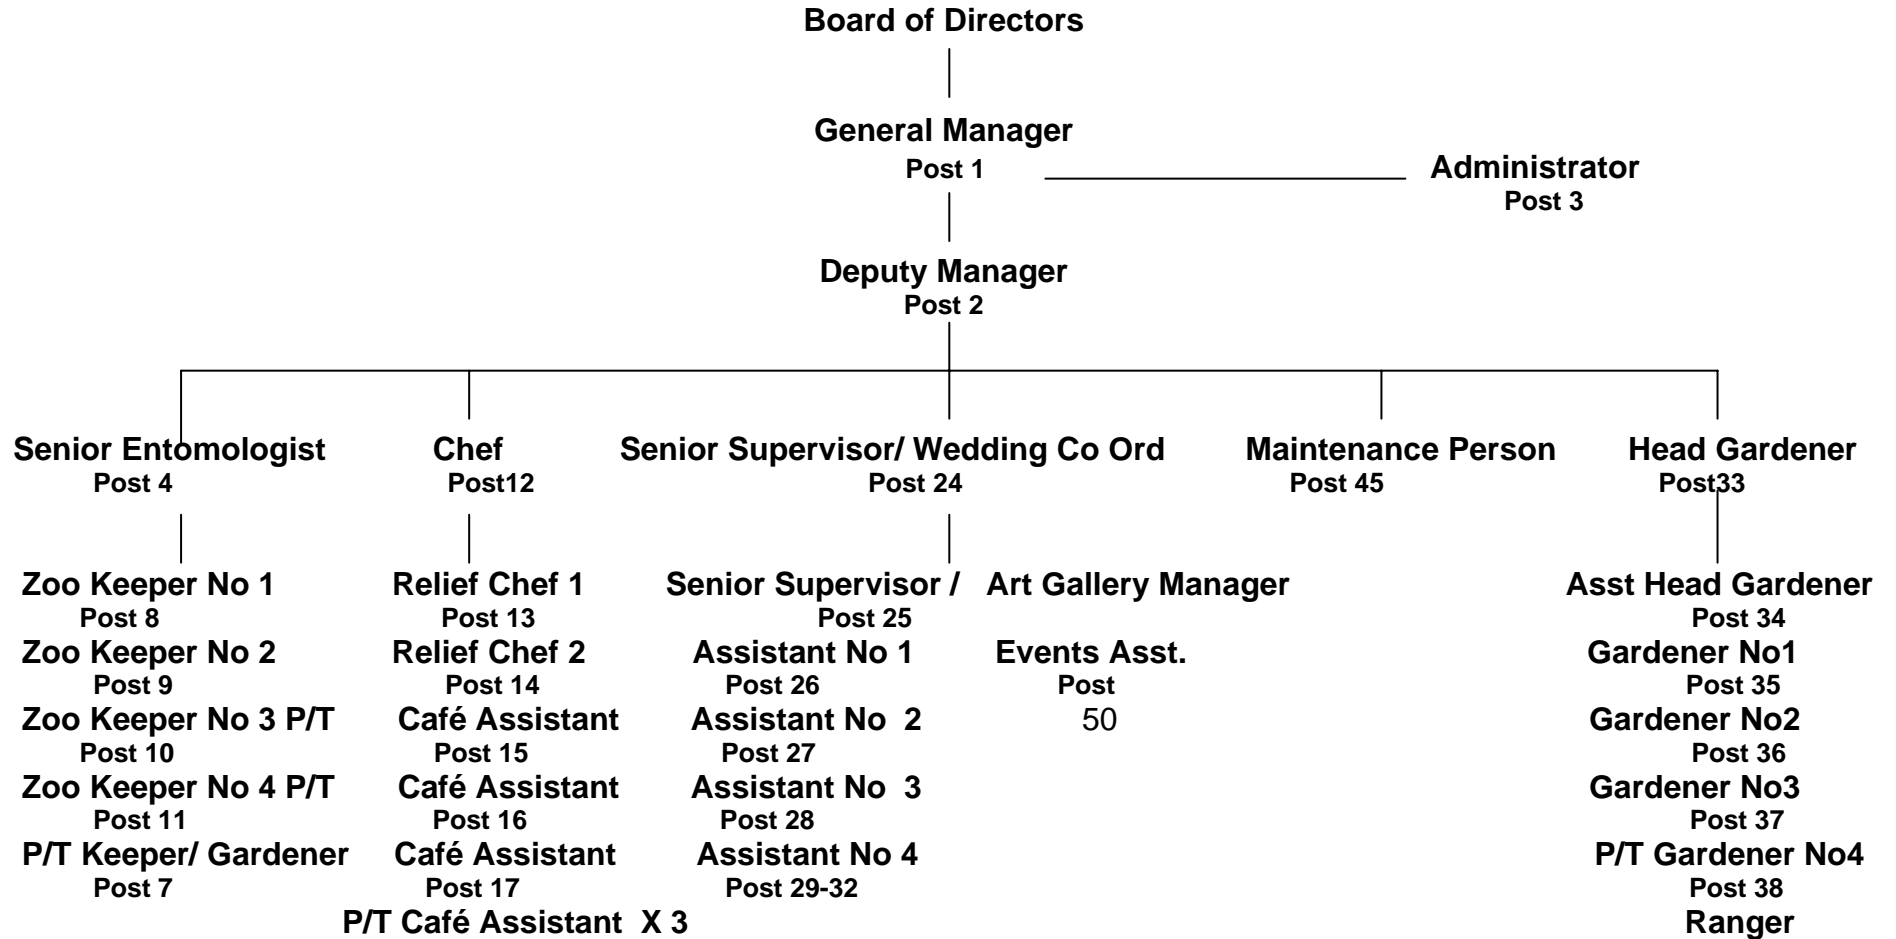 Board of Directors
General Manager
Post 1
Administrator
Post 3
Deputy Manager
Post 2
Senior Entomologist Chef Senior Supervisor/ Wedding Co Ord Maintenance Person Head Gardener
Post 4 Post12 Post 24 Post 45 Post33
Zoo Keeper No 1 Relief Chef 1 Senior Supervisor / Art Gallery Manager Asst Head Gardener
Post 8 Post 13 Post 25 Post 34
Zoo Keeper No 2 Relief Chef 2 Assistant No 1 Events Asst. Gardener No1
Post 9 Post 14 Post 26 Post Post 35
Zoo Keeper No 3 P/T Café Assistant Assistant No 2 50 Gardener No2
Post 10 Post 15 Post 27 Post 36
Zoo Keeper No 4 P/T Café Assistant Assistant No 3 Gardener No3
Post 11 Post 16 Post 28 Post 37
P/T Keeper/ Gardener Café Assistant Assistant No 4 P/T Gardener No4
Post 7 Post 17 Post 29-32 Post 38
P/T Café Assistant X 3 Ranger